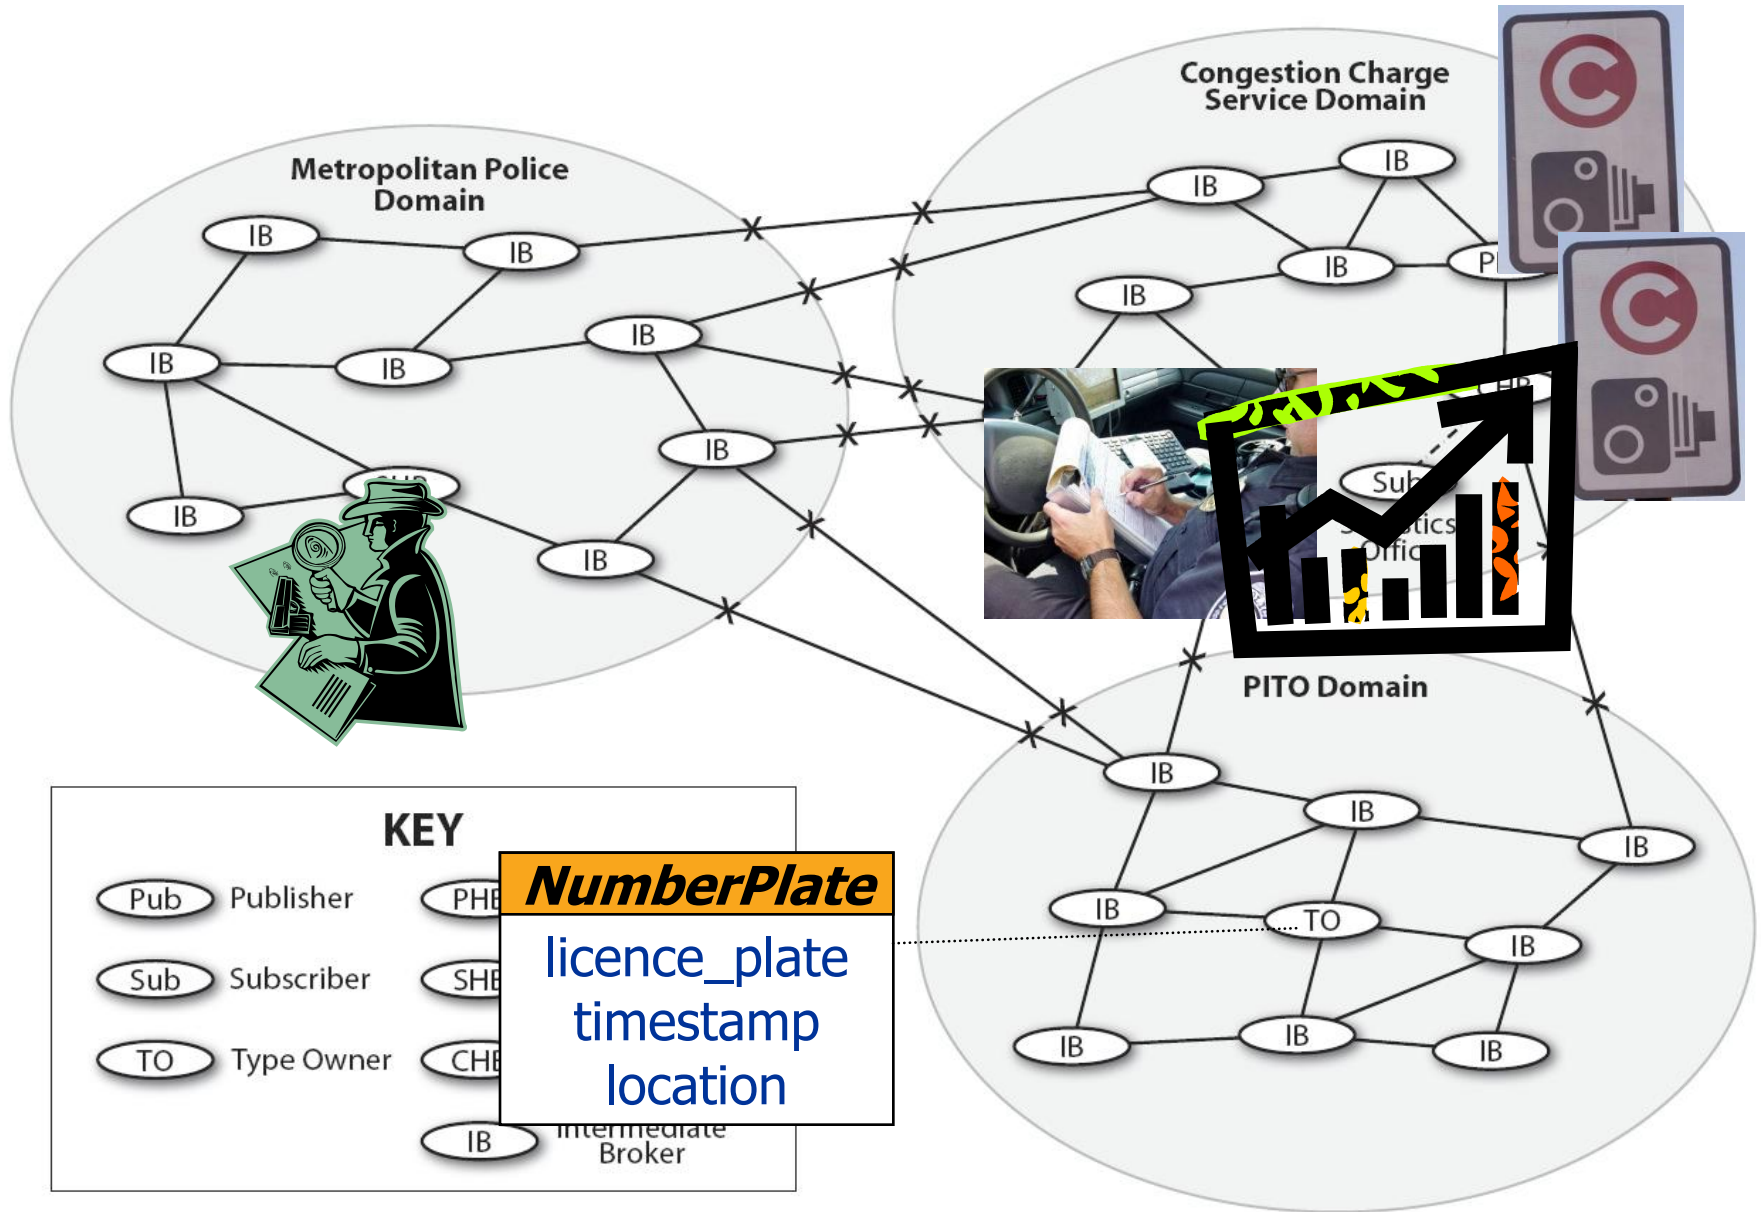 Metropolitan Police
Domain
IB
IB
IB
IB
IB
IB
IB
IB
Congestion Charge
Service Domain
IB
IB
IB
IB
Sub
C
C
PITO Domain
IB
IB
IB
IB
TO
IB
IB
IB
IB
KEY
Pub Publisher
Sub Subscriber
TO Type Owner
IB
Intermediate
Broker
NumberPlate
licence_plate
timestamp
location